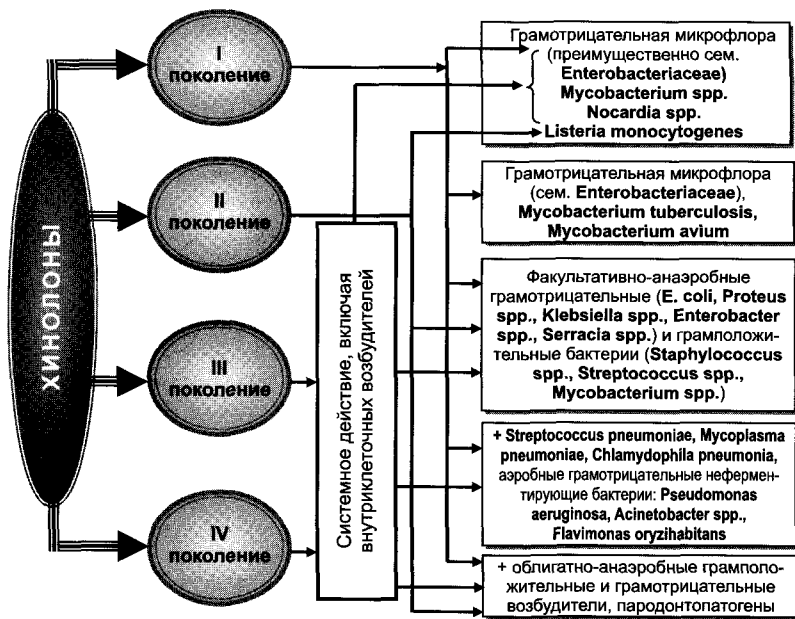 ХИНОЛОНЫ
I
поколение
II
поколение
III
поколение
IV
поколение
Системное действие, включая
внутриклеточных возбудителей
Грамотрицательная микрофлора
(преимущественно сем.
Enterobacteriaceae)
Mycobacterium spp.
Nocardia spp.
Listeria monocytogenes
Грамотрицательная микрофлора
(сем. Enterobacteriaceae),
Mycobacterium tuberculosis,
Mycobacterium avium
Факультативно-анаэробные
грамотрицательные (E. coli, Proteus
spp., Klebsiella spp., Enterobacter
spp., Serracia spp.) и грамположи-
тельные бактерии (Staphylococcus
spp., Streptococcus spp.,
Mycobacterium spp.)
+ Streptococcus pneumoniae, Mycoplasma
pneumoniae, Chlamydophila pneumonia,
аэробные грамотрицательные нефермен-
тирующие бактерии: Pseudomonas
aeruginosa, Acinetobacter spp.,
Flavimonas oryzihabitans
+ облигатно-анаэробные грамполо-
жительные и грамотрицательные
возбудители, пародонтопатогены